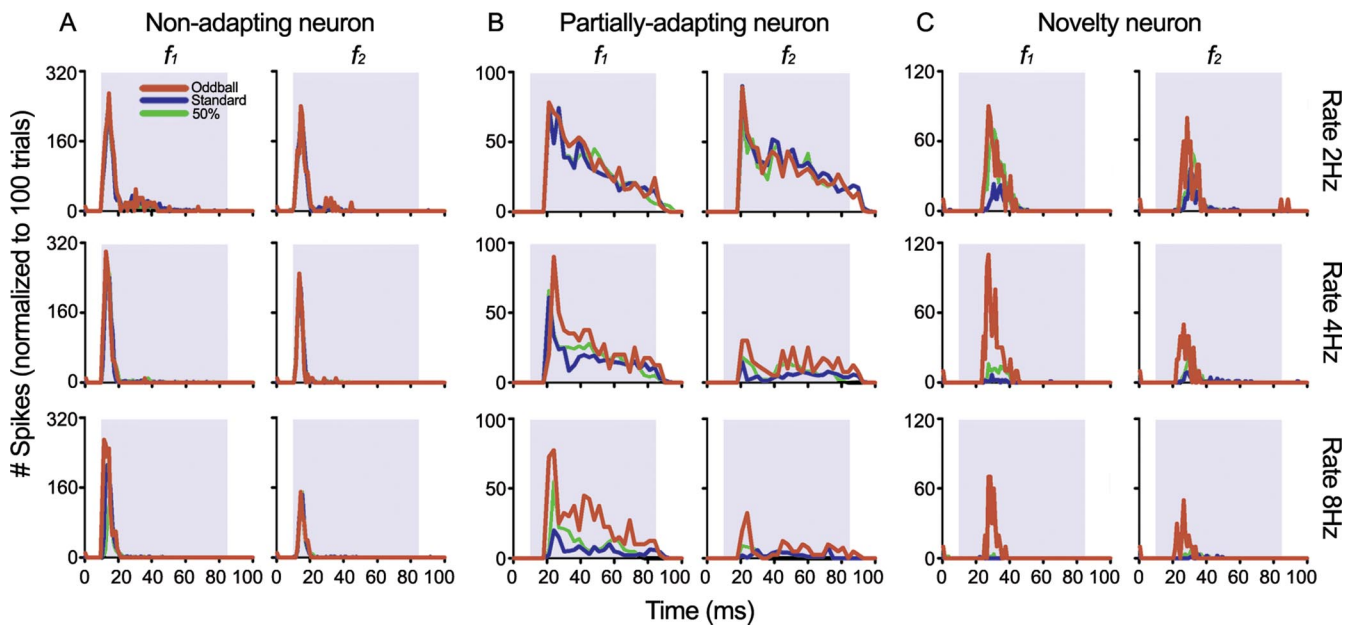 A Non-adapting neuron
B Partially-adapting neuron
C Novelty neuron
f1 f2 f1 f2 f1 f2
Oddball
Standard
50%
320
160
0
100
50
0
120
60
0
Rate 2Hz
320
160
0
100
50
0
120
60
0
Rate 4Hz
320
160
0
100
50
0
120
60
0
Rate 8Hz
0 20 40 60 80 100 0 20 40 60 80 100 0 20 40 60 80 100 0 20 40 60 80 100 0 20 40 60 80 100 0 20 40 60 80 100
# Spikes (normalized to 100 trials)
Time (ms)